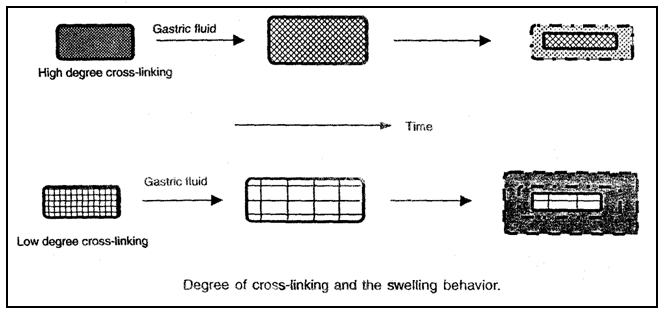 Gastric fluid
High degree cross-linking
Time
Gastric fluid
Low degree cross-linking
Degree of cross-linking and the swelling behavior.